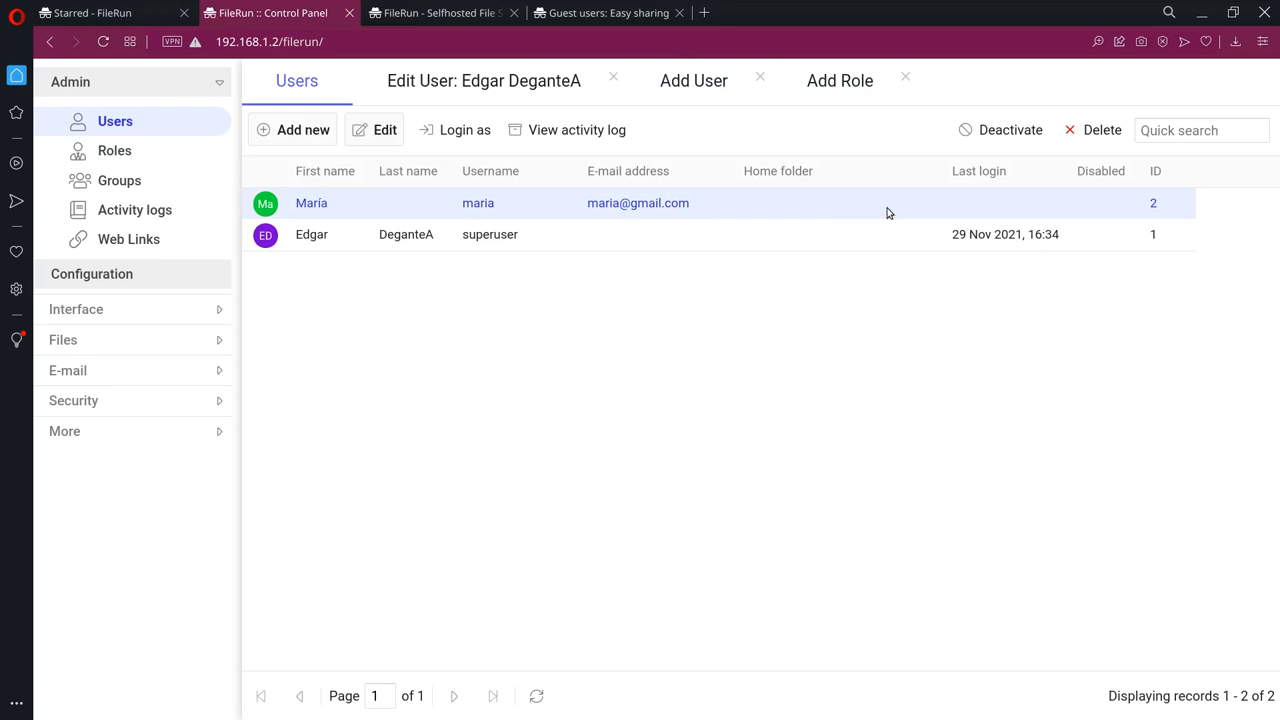 Starred - FileRun
FileRun :: Control Panel
FileRun - Selfhosted File S
Guest users: Easy sharing
VPN
192.168.1.2/filerun/
Admin
Users
Roles
Groups
Activity logs
Web Links
Configuration
Interface
Files
E-mail
Security
More
Users
Edit User: Edgar DeganteA
Add User
Add Role
Add new
Edit
Login as
View activity log
Deactivate
Delete
Quick search
First name Last name Username E-mail address Home folder Last login Disabled ID
Ma María maria maria@gmail.com 2
ED Edgar DeganteA superuser 29 Nov 2021, 16:34 1
Page 1 of 1
Displaying records 1 - 2 of 2